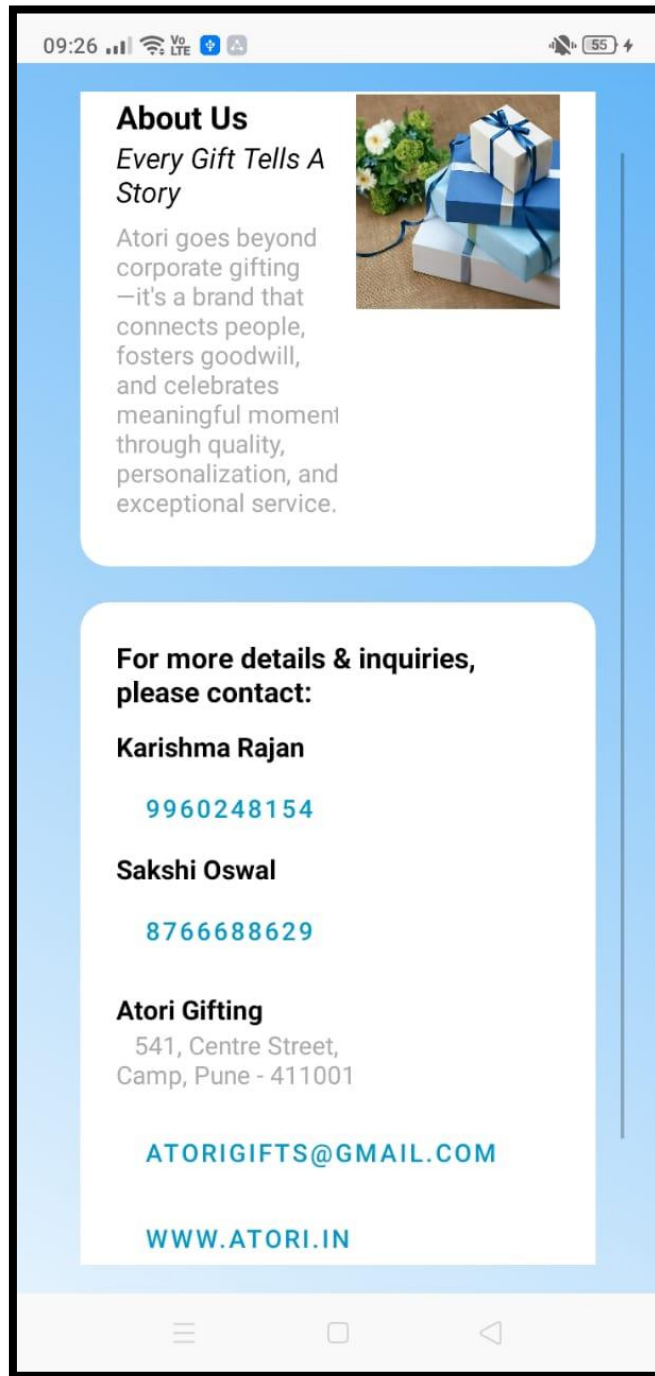 09:26 Vo LTE 55
About Us
Every Gift Tells A
Story
Atori goes beyond
corporate gifting
—it's a brand that
connects people,
fosters goodwill,
and celebrates
meaningful moment
through quality,
personalization, and
exceptional service.
For more details & inquiries,
please contact:
Karishma Rajan
9960248154
Sakshi Oswal
8766688629
Atori Gifting
541, Centre Street,
Camp, Pune - 411001
ATORIGIFTS@GMAIL.COM
WWW.ATORI.IN